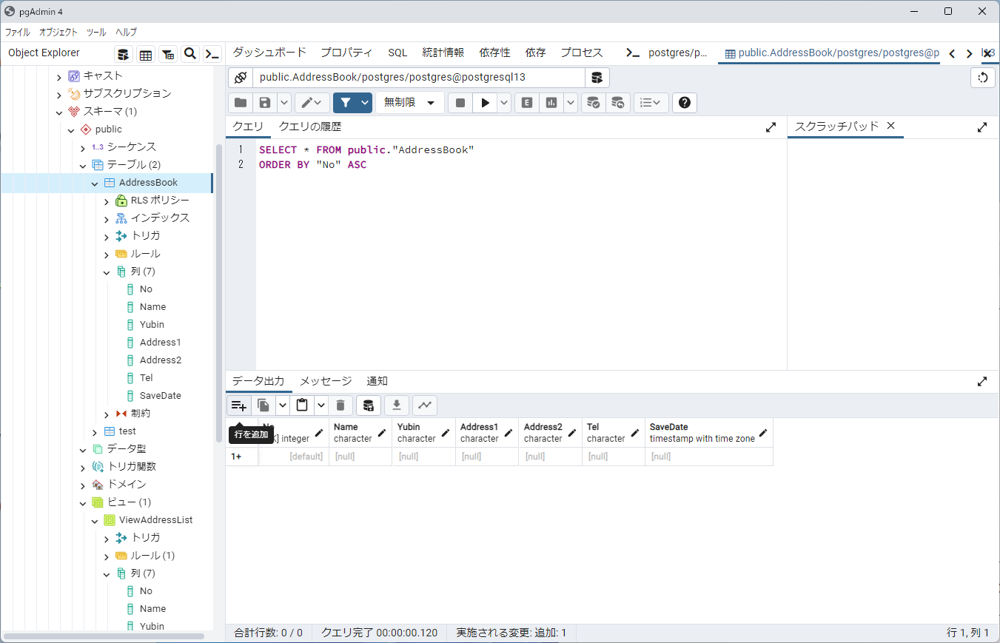 pgAdmin 4
ファイル オブジェクト ツール ヘルプ
Object Explorer
ダッシュボード プロパティ SQL 統計情報 依存性 依存 プロセス postgres/p... public.AddressBook/postgres/postgres@p
キャスト
サブスクリプション
スキーマ (1)
public
1..3 シーケンス
テーブル (2)
AddressBook
RLS ポリシー
インデックス
トリガ
ルール
列 (7)
No
Name
Yubin
Address1
Address2
Tel
SaveDate
制約
test
データ型
トリガ関数
ドメイン
ビュー (1)
ViewAddressList
トリガ
ルール (1)
列 (7)
No
Name
Yubin
public.AddressBook/postgres/postgres@postgresql13
無制限
E
クエリ クエリの履歴
スクラッチパッド
1 SELECT * FROM public."AddressBook"
2 ORDER BY "No" ASC
データ出力 メッセージ 通知
行を追加
integer
Name
character
Yubin
character
Address1
character
Address2
character
Tel
character
SaveDate
timestamp with time zone
1+ [default] [null] [null] [null] [null] [null] [null]
合計行数: 0 / 0 クエリ完了 00:00:00.120 実施される変更: 追加: 1 行 1, 列 1